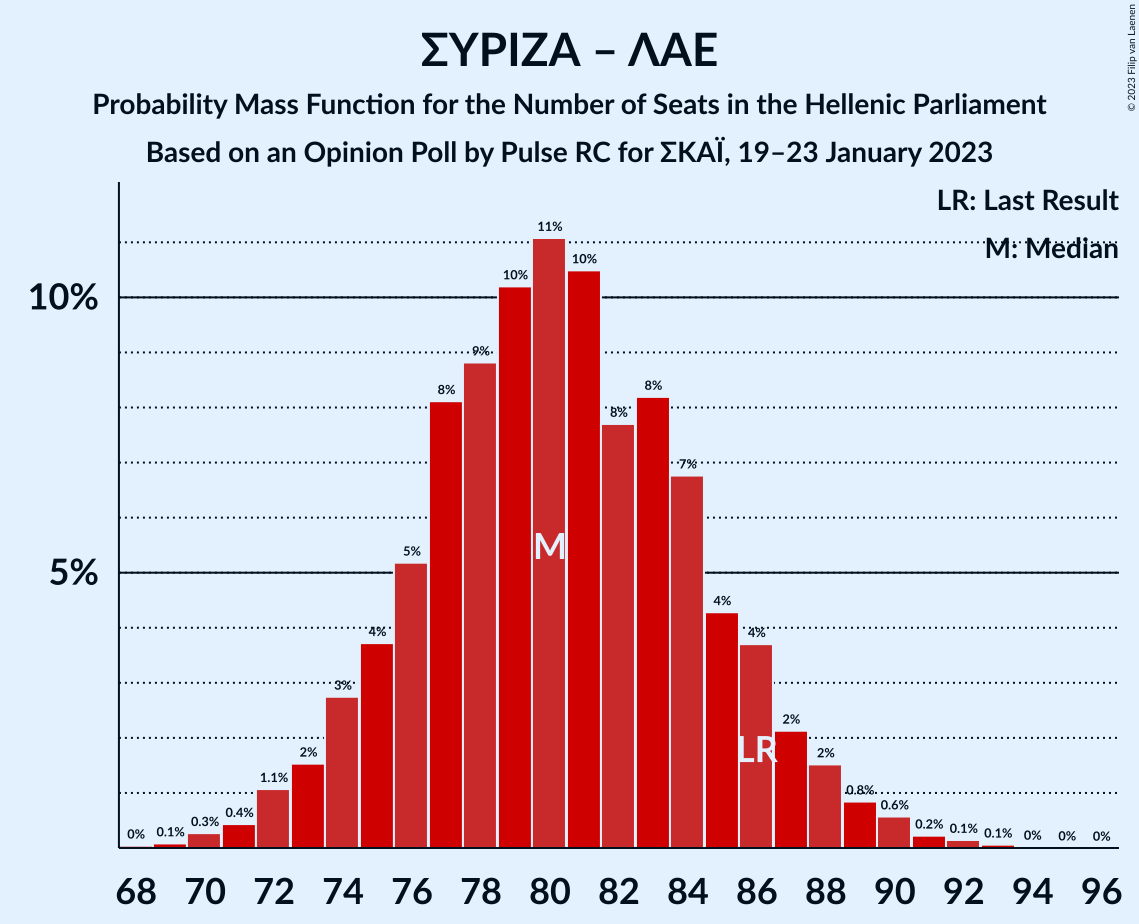 ΣΥΡΙΖΑ – ΛΑΕ
Probability Mass Function for the Number of Seats in the Hellenic Parliament
Based on an Opinion Poll by Pulse RC for ΣΚΑΪ, 19–23 January 2023
© 2023 Filip van Laenen
LR: Last Result
M: Median
10%
5%
0% 0.1% 0.3% 0.4% 1.1% 2% 3% 4% 5% 8% 9% 10% 11% 10% 8% 8% 7% 4% 4% 2% 2% 0.8% 0.6% 0.2% 0.1% 0.1% 0% 0% 0%
M
LR
68 70 72 74 76 78 80 82 84 86 88 90 92 94 96